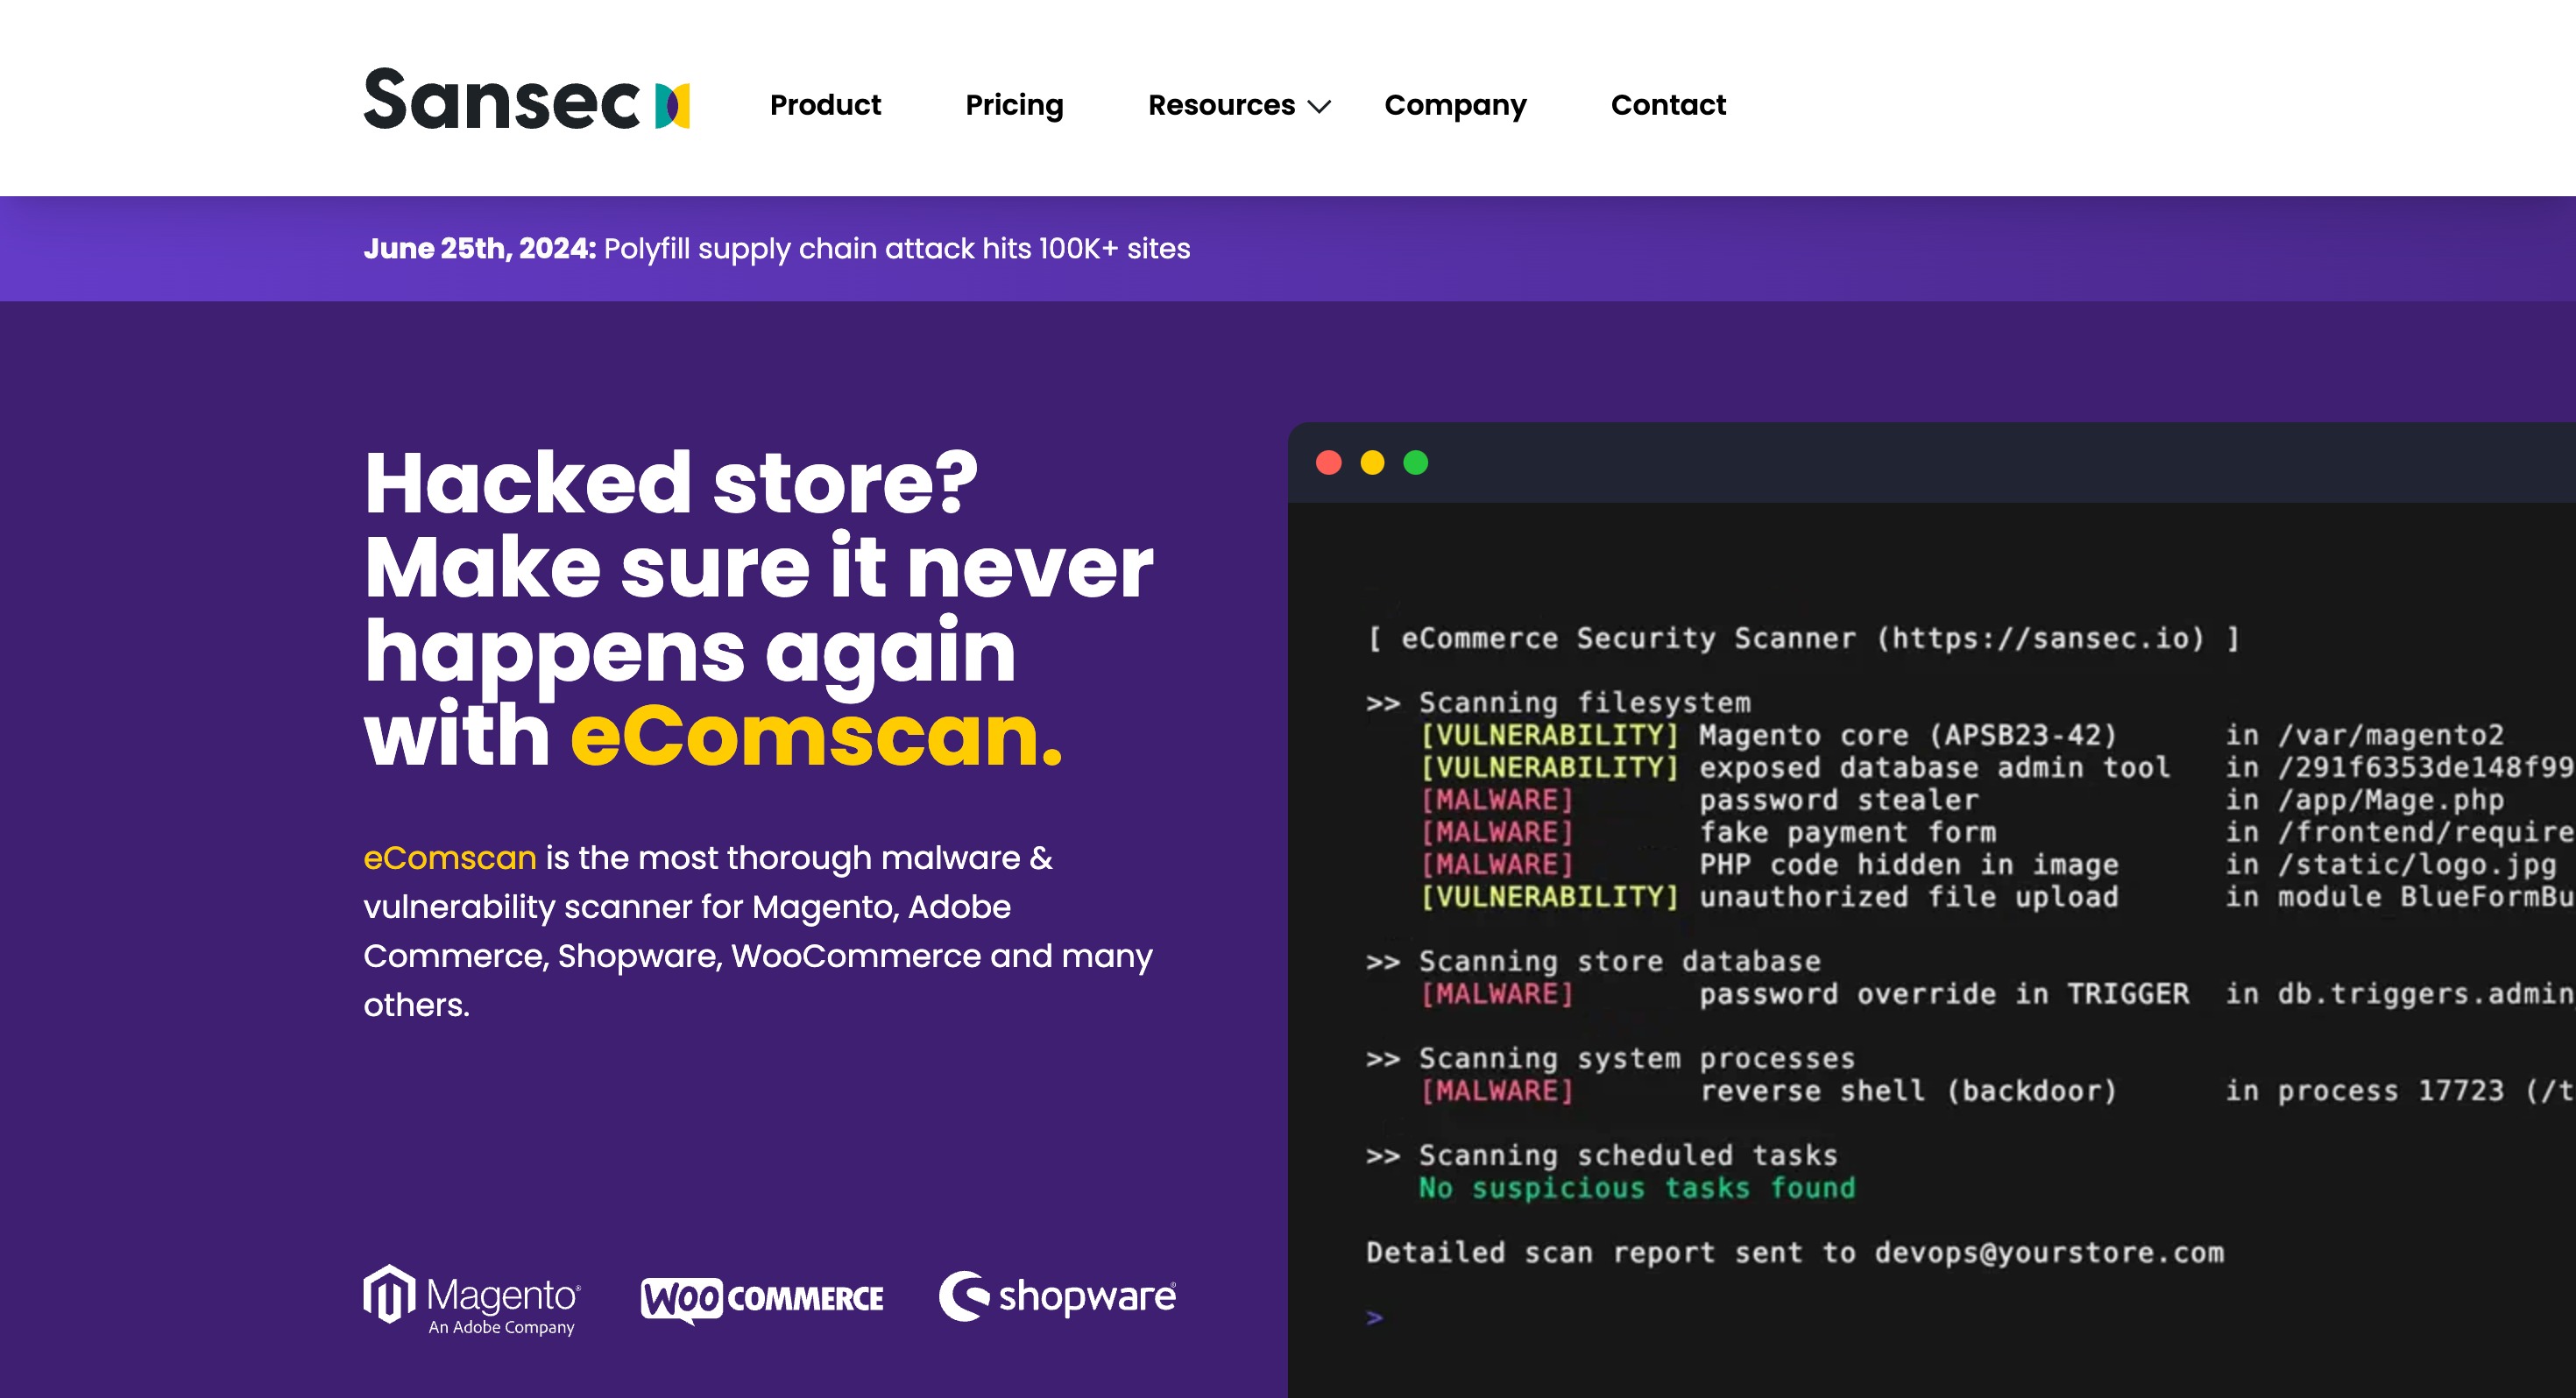 Sansec
Product Pricing Resources Company Contact
June 25th, 2024: Polyfill supply chain attack hits 100K+ sites
Hacked store?
Make sure it never
happens again
with eComscan.
eComscan is the most thorough malware &
vulnerability scanner for Magento, Adobe
Commerce, Shopware, WooCommerce and many
others.
Magento®
An Adobe Company
WOO COMMERCE
shopware®
[ eCommerce Security Scanner (https://sansec.io) ]
>> Scanning filesystem
[VULNERABILITY] Magento core (APSB23-42) in /var/magento2
[VULNERABILITY] exposed database admin tool in /291f6353de148f99
[MALWARE] password stealer in /app/Mage.php
[MALWARE] fake payment form in /frontend/require
[MALWARE] PHP code hidden in image in /static/logo.jpg
[VULNERABILITY] unauthorized file upload in module BlueFormBu
>> Scanning store database
[MALWARE] password override in TRIGGER in db.triggers.admin
>> Scanning system processes
[MALWARE] reverse shell (backdoor) in process 17723 (/t
>> Scanning scheduled tasks
No suspicious tasks found
Detailed scan report sent to devops@yourstore.com
>